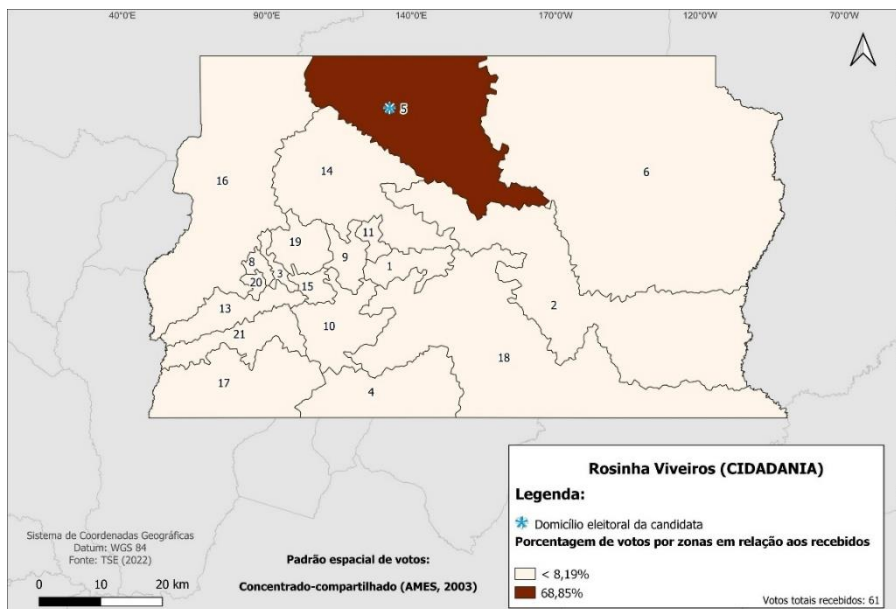 40°0'E 90°0'E 140°0'E 170°0'W 120°0'W 70°0'W
5
6
14
16
11
19
9
8
3
1
20
15
13
2
10
21
18
17
4
Rosinha Viveiros (CIDADANIA)
Legenda:
Domicílio eleitoral da candidata
Porcentagem de votos por zonas em relação aos recebidos
< 8,19%
68,85%
Votos totais recebidos: 61
Sistema de Coordenadas Geográficas
Datum: WGS 84
Fonte: TSE (2022)
0 10 20 km
Padrão espacial de votos:
Concentrado-compartilhado (AMES, 2003)